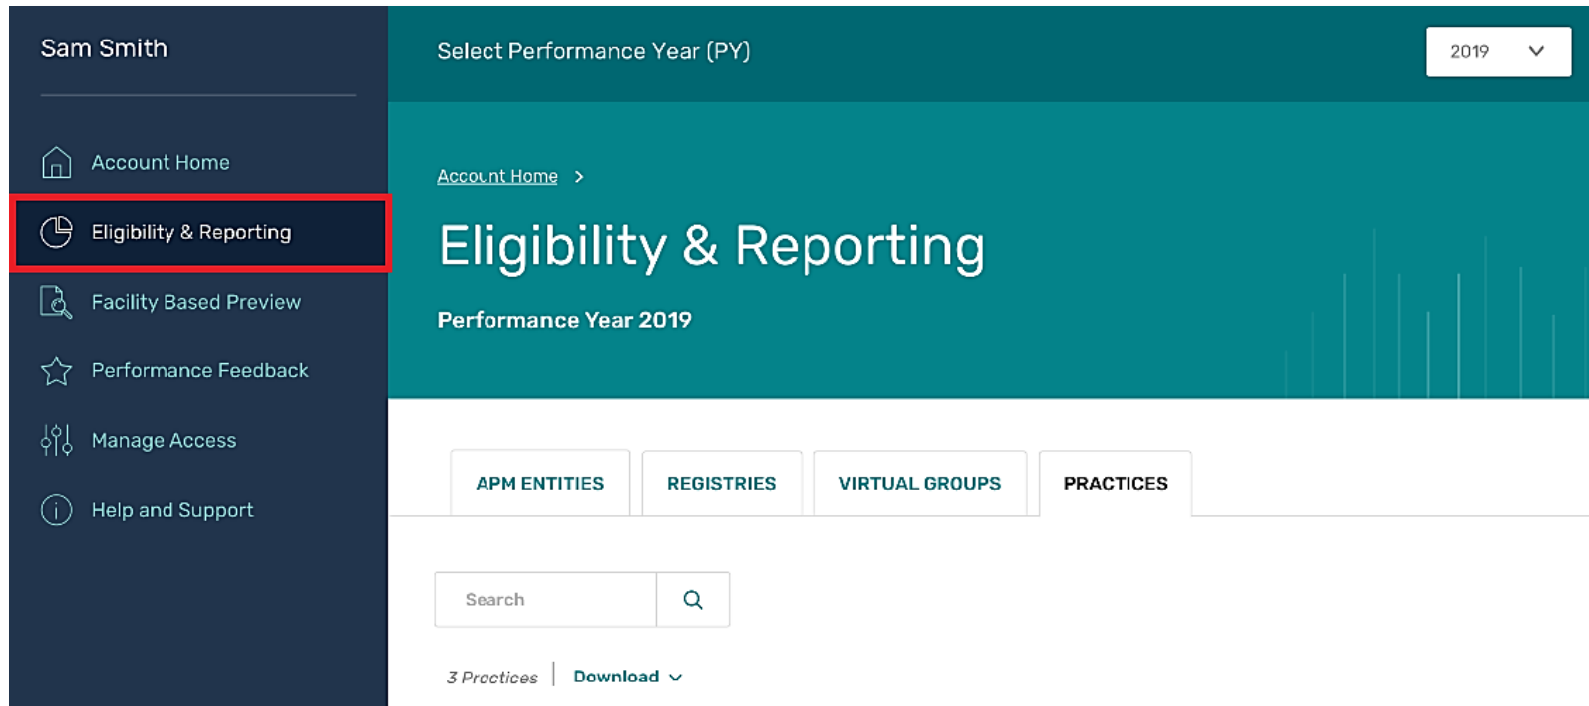 Sam Smith
Account Home
Eligibility & Reporting
Facility Based Preview
Performance Feedback
Manage Access
Help and Support
Select Performance Year (PY)
2019
Account Home >
Eligibility & Reporting
Performance Year 2019
APM ENTITIES
REGISTRIES
VIRTUAL GROUPS
PRACTICES
Search
3 Practices
Download